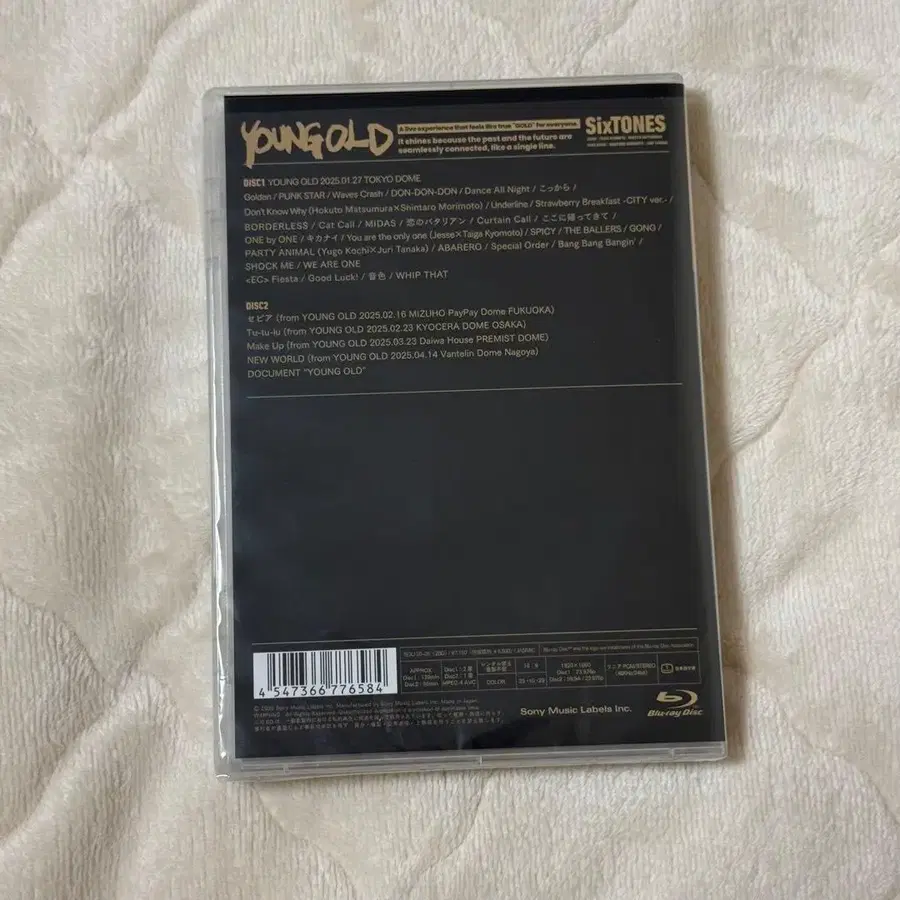 YOUNG OLD
A live experience that feels like true "GOLD" for everyone.
It shines because the past and the future are
seamlessly connected, like a single line.
SixTONES
DISC1 YOUNG OLD 2025.01.27 TOKYO DOME
Golden / PUNK STAR / Waves Crash / DON-DON-DON / Dance All Night / こっから /
Don't Know Why (Hokuto Matsumura×Shintaro Morimoto) / Underline / Strawberry Breakfast -CITY ver.- /
BORDERLESS / Cat Call / MIDAS / 恋のバタリアン / Curtain Call / ここに帰ってきて /
ONE by ONE / キカナイ / You are the only one (Jesse×Taiga Kyomoto) / SPICY / THE BALLERS / GONG /
PARTY ANIMAL (Yugo Kochi×Juri Tanaka) / ABARERO / Special Order / Bang Bang Bangin' /
SHOCK ME / WE ARE ONE
<EC> Fiesta / Good Luck! / 音色 / WHIP THAT
DISC2
セピア (from YOUNG OLD 2025.02.16 MIZUHO PayPay Dome FUKUOKA)
Tu-tu-lu (from YOUNG OLD 2025.02.23 KYOCERA DOME OSAKA)
Make Up (from YOUNG OLD 2025.03.23 Daiwa House PREMIST DOME)
NEW WORLD (from YOUNG OLD 2025.04.14 Vantelin Dome Nagoya)
DOCUMENT "YOUNG OLD"
APPROX.
MPEG-4 AVC
COLOR
16:9
4 547366 776584
Sony Music Labels Inc.
Blu-ray Disc